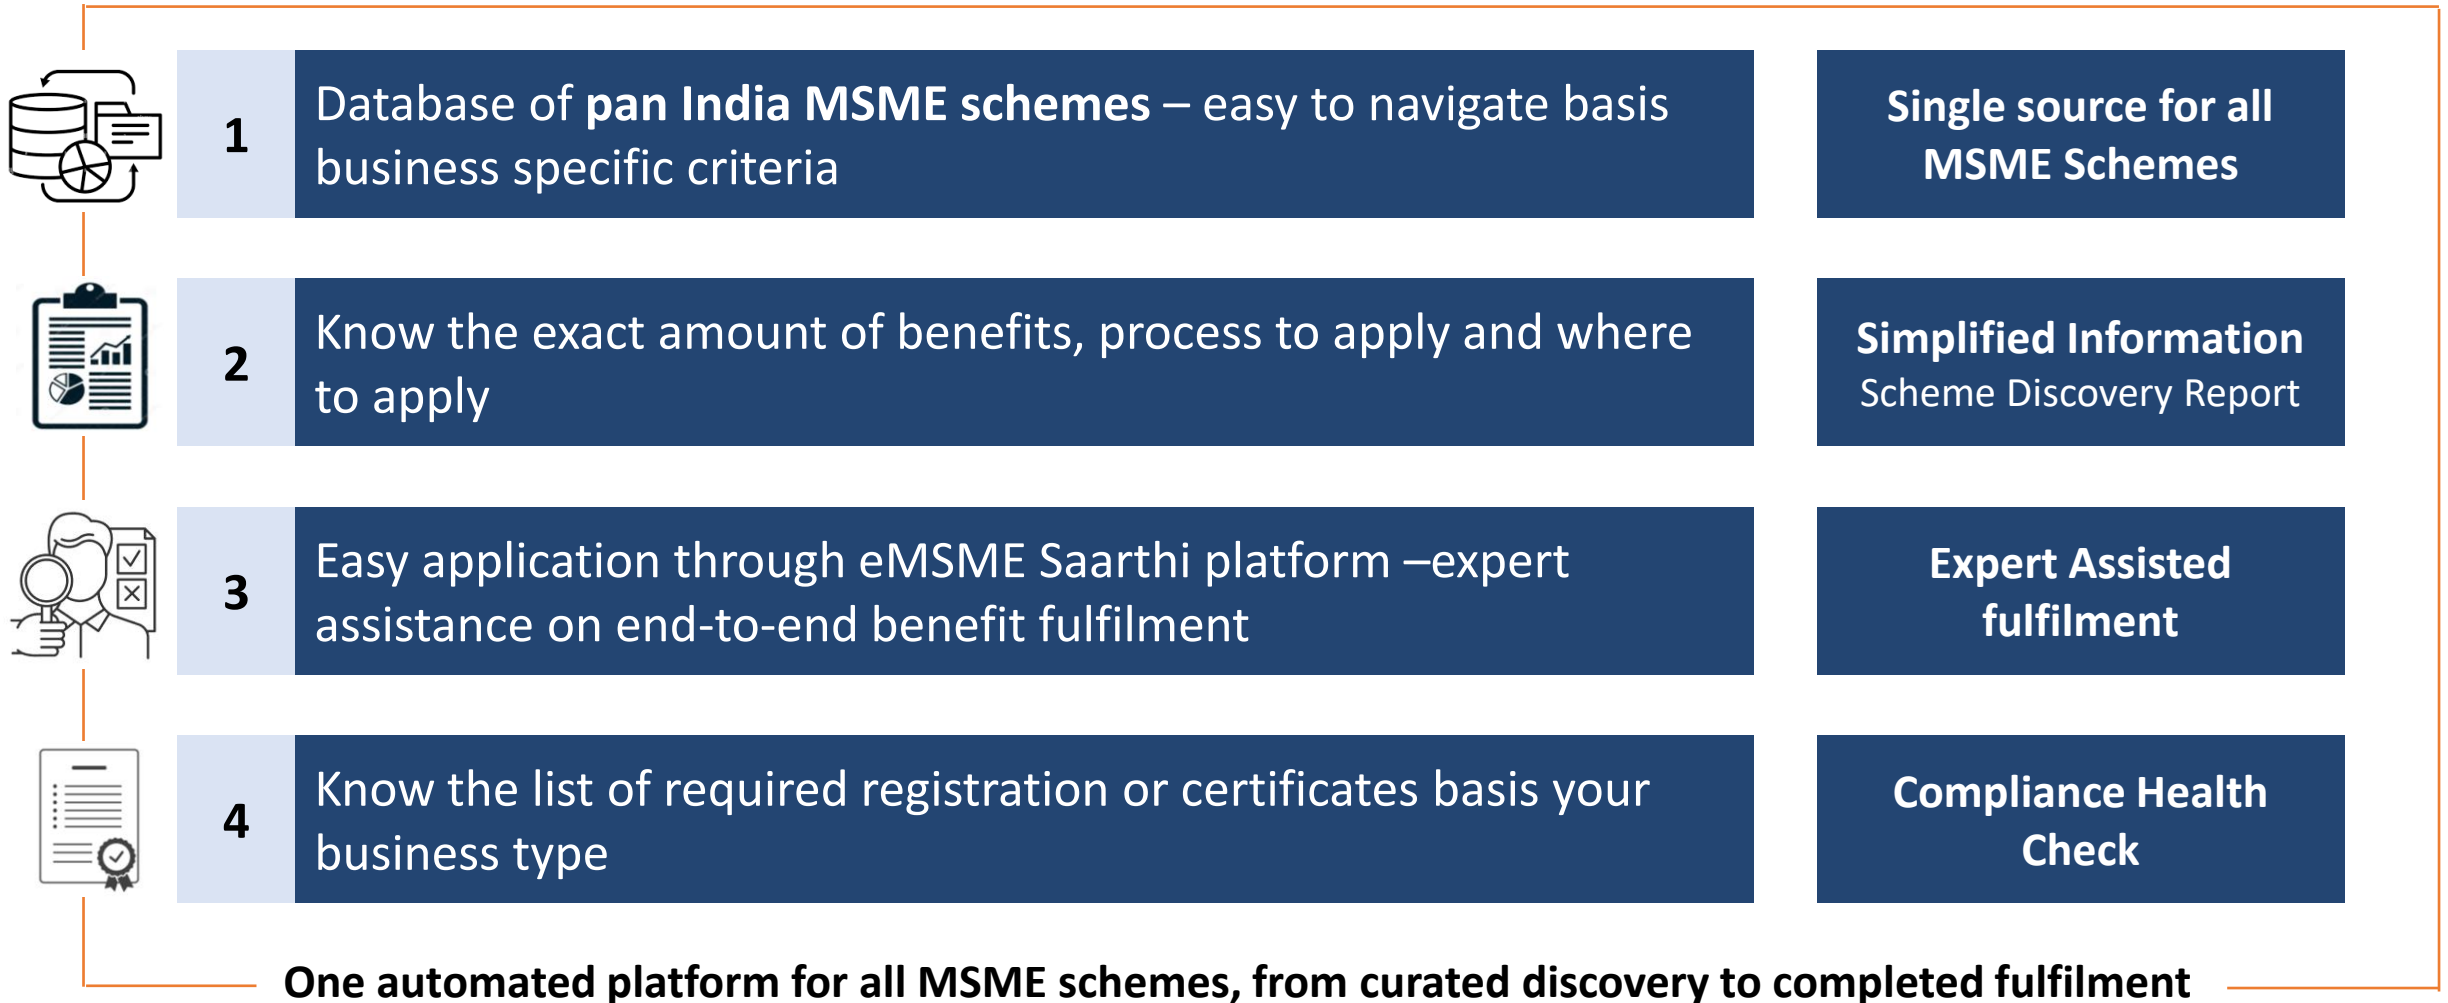 1
Database of pan India MSME schemes – easy to navigate basis
business specific criteria
Single source for all
MSME Schemes
2
Know the exact amount of benefits, process to apply and where
to apply
Simplified Information
Scheme Discovery Report
3
Easy application through eMSME Saarthi platform –expert
assistance on end-to-end benefit fulfilment
Expert Assisted
fulfilment
4
Know the list of required registration or certificates basis your
business type
Compliance Health
Check
One automated platform for all MSME schemes, from curated discovery to completed fulfilment